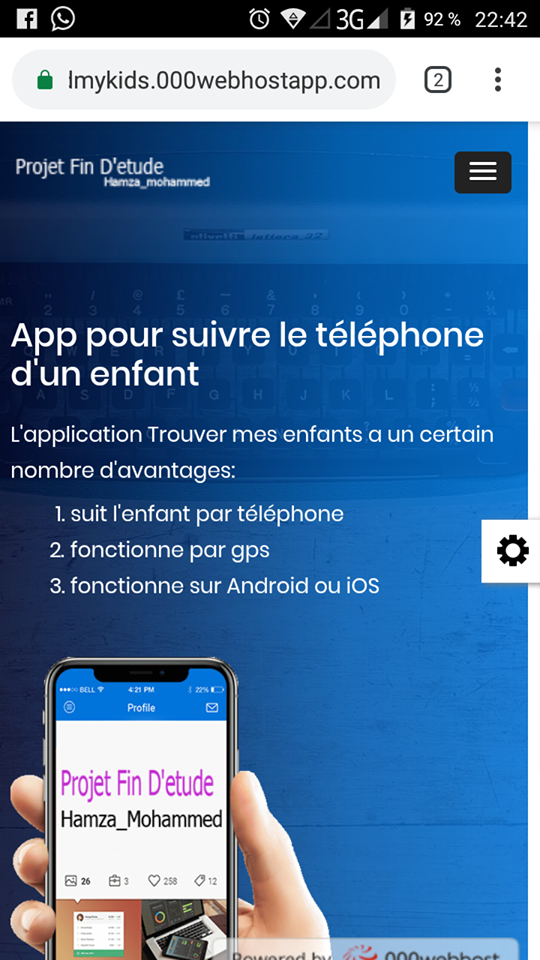 3G 92 % 22:42
lmykids.000webhostapp.com
2
Projet Fin D'etude
Hamza_mohammed
App pour suivre le téléphone
d'un enfant
L'application Trouver mes enfants a un certain
nombre d'avantages:
1. suit l'enfant par téléphone
2. fonctionne par gps
3. fonctionne sur Android ou iOS
BELL 4:21 PM 22%
Profile
Projet Fin D'etude
Hamza_Mohammed
26 3 258 12
Powered by 000webhost